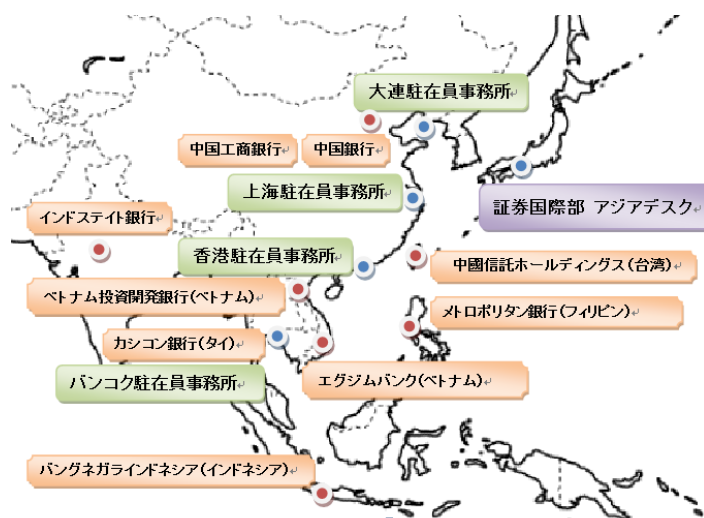 大連駐在員事務所
中国工商銀行
中国銀行
上海駐在員事務所
証券国際部 アジアデスク
インドステイト銀行
香港駐在員事務所
中國信託ホールディングス(台湾)
ベトナム投資開発銀行(ベトナム)
メトロポリタン銀行(フィリピン)
カシコン銀行(タイ)
バンコク駐在員事務所
エグジムバンク(ベトナム)
バンクネガラインドネシア(インドネシア)